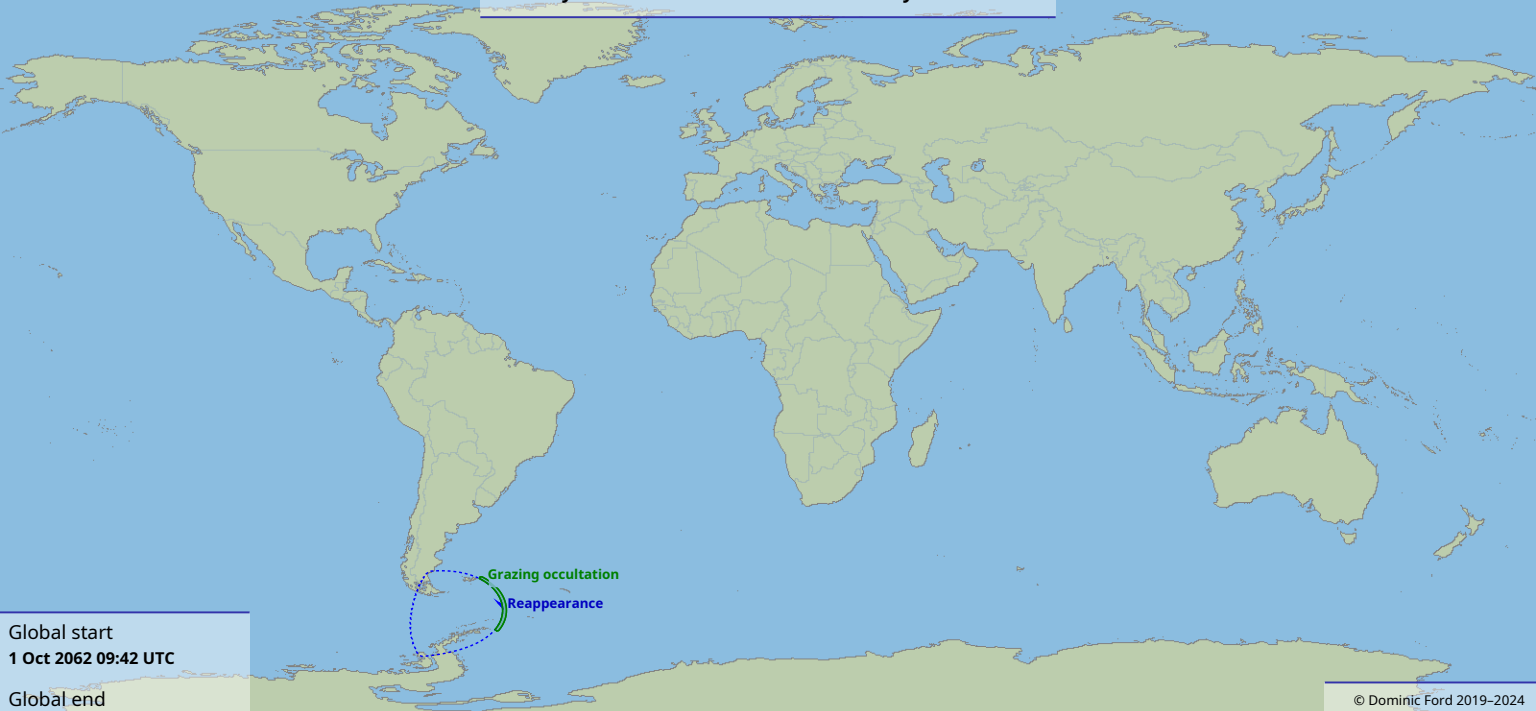 Grazing occultation
Reappearance
Global start
1 Oct 2062 09:42 UTC
Global end
© Dominic Ford 2019–2024